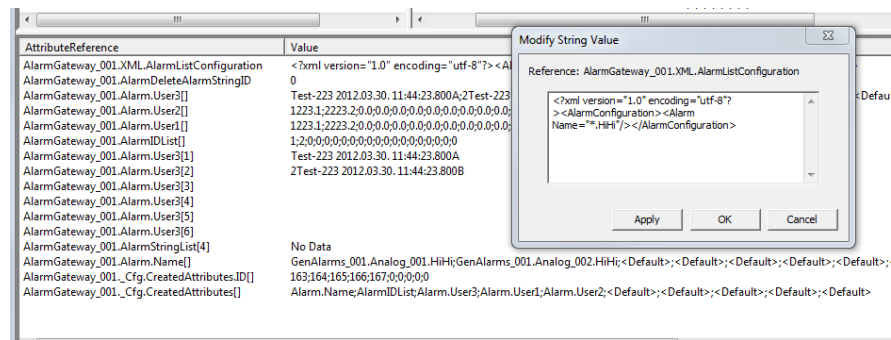 Modify String Value
Reference: AlarmGateway_001.XML.AlarmListConfiguration
<?xml version="1.0" encoding="utf-8"?
><AlarmConfiguration><Alarm
Name="*.HiHi"/></AlarmConfiguration>
Apply OK Cancel
AttributeReference Value
AlarmGateway_001.XML.AlarmListConfiguration <?xml version="1.0" encoding="utf-8"?><Al
AlarmGateway_001.AlarmDeleteAlarmStringID 0
AlarmGateway_001.Alarm.User3[] Test-223 2012.03.30. 11:44:23.800A;2Test-223 <Defau
AlarmGateway_001.Alarm.User2[] 1223.1;2223.2;0.0;0.0;0.0;0.0;0.0;0.0;0.0;0.0;
AlarmGateway_001.Alarm.User1[] 1223.1;2223.2;0.0;0.0;0.0;0.0;0.0;0.0;0.0;0.0;
AlarmGateway_001.AlarmIDList[] 1;2;0;0;0;0;0;0;0;0;0;0;0;0;0;0;0;0;0;0
AlarmGateway_001.Alarm.User3[1] Test-223 2012.03.30. 11:44:23.800A
AlarmGateway_001.Alarm.User3[2] 2Test-223 2012.03.30. 11:44:23.800B
AlarmGateway_001.Alarm.User3[3]
AlarmGateway_001.Alarm.User3[4]
AlarmGateway_001.Alarm.User3[5]
AlarmGateway_001.Alarm.User3[6]
AlarmGateway_001.AlarmStringList[4] No Data
AlarmGateway_001.Alarm.Name[] GenAlarms_001.Analog_001.HiHi;GenAlarms_001.Analog_002.HiHi;<Default>;<Default>;<Default>;<Default>;<Default>;
AlarmGateway_001._Cfg.CreatedAttributes.ID[] 163;164;165;166;167;0;0;0;0;0
AlarmGateway_001._Cfg.CreatedAttributes[] Alarm.Name;AlarmIDList;Alarm.User3;Alarm.User1;Alarm.User2;<Default>;<Default>;<Default>;<Default>;<Default>